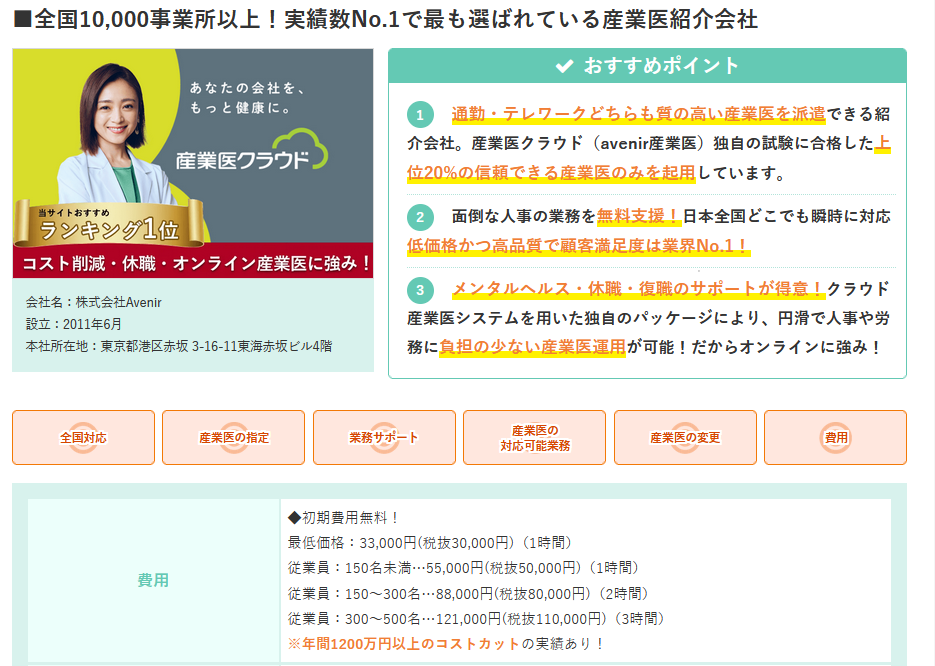 ■全国10,000事業所以上！実績数No.1で最も選ばれている産業医紹介会社
あなたの会社を、
もっと健康に。
産業医クラウド
当サイトおすすめ
ランキング1位
コスト削減・休職・オンライン産業医に強み！
会社名：株式会社Avenir
設立：2011年6月
本社所在地：東京都港区赤坂 3-16-11東海赤坂ビル4階
おすすめポイント
1 通勤・テレワークどちらも質の高い産業医を派遣できる紹
介会社。産業医クラウド（avenir産業医）独自の試験に合格した上
位20%の信頼できる産業医のみを起用しています。
2 面倒な人事の業務を無料支援！日本全国どこでも瞬時に対応
低価格かつ高品質で顧客満足度は業界No.1！
3 メンタルヘルス・休職・復職のサポートが得意！クラウド
産業医システムを用いた独自のパッケージにより、円滑で人事や労
務に負担の少ない産業医運用が可能！だからオンラインに強み！
全国対応
産業医の指定
業務サポート
産業医の
対応可能業務
産業医の変更
費用
費用
◆初期費用無料！
最低価格：33,000円(税抜30,000円)（1時間）
従業員：150名未満…55,000円(税抜50,000円)（1時間）
従業員：150～300名…88,000円(税抜80,000円)（2時間）
従業員：300～500名…121,000円(税抜110,000円)（3時間）
※年間1200万円以上のコストカットの実績あり！